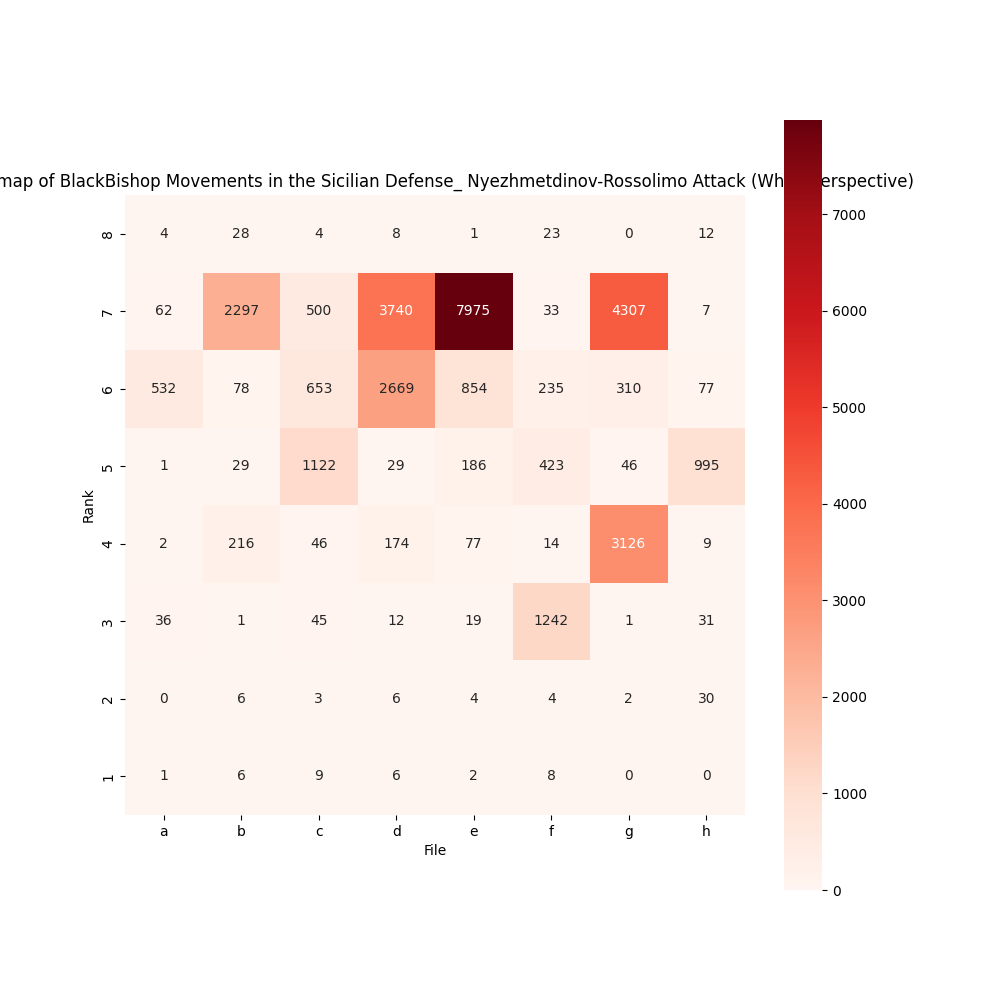 map of BlackBishop Movements in the Sicilian Defense_ Nyezhmetdinov-Rossolimo Attack (Wh erspective)
8 4 28 4 8 1 23 0 12
7 62 2297 500 3740 7975 33 4307 7
6 532 78 653 2669 854 235 310 77
5 1 29 1122 29 186 423 46 995
4 2 216 46 174 77 14 3126 9
3 36 1 45 12 19 1242 1 31
2 0 6 3 6 4 4 2 30
1 1 6 9 6 2 8 0 0
a b c d e f g h
File
Rank
7000
6000
5000
4000
3000
2000
1000
0